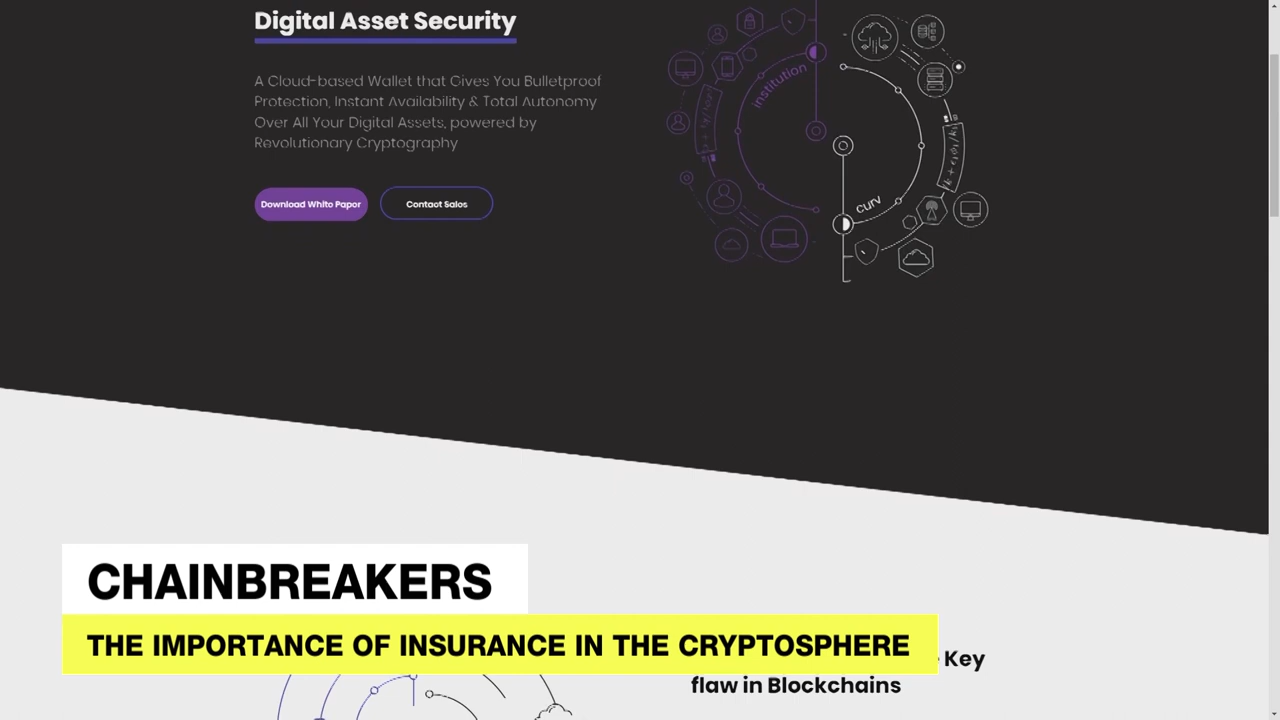 Digital Asset Security
A Cloud-based Wallet that Gives You Bulletproof
Protection, Instant Availability & Total Autonomy
Over All Your Digital Assets, powered by
Revolutionary Cryptography
Download White Paper
Contact Sales
institution
curv
CHAINBREAKERS
THE IMPORTANCE OF INSURANCE IN THE CRYPTOSPHERE
Key
flaw in Blockchains